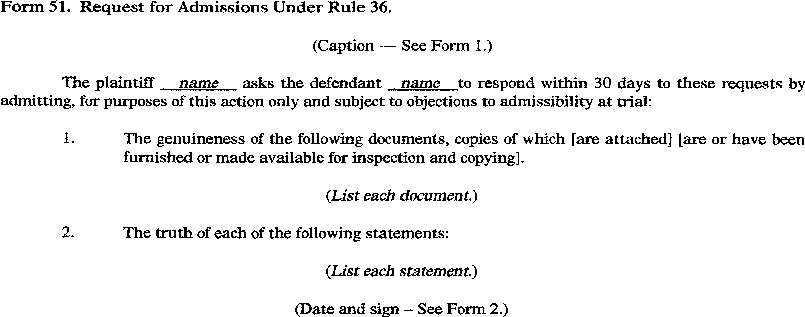 Form 51. Request for Admissions Under Rule 36.
(Caption — See Form 1.)
The plaintiff __name__ asks the defendant __name__ to respond within 30 days to these requests by
admitting, for purposes of this action only and subject to objections to admissibility at trial:
1. The genuineness of the following documents, copies of which [are attached] [are or have been
furnished or made available for inspection and copying].
(List each document.)
2. The truth of each of the following statements:
(List each statement.)
(Date and sign – See Form 2.)